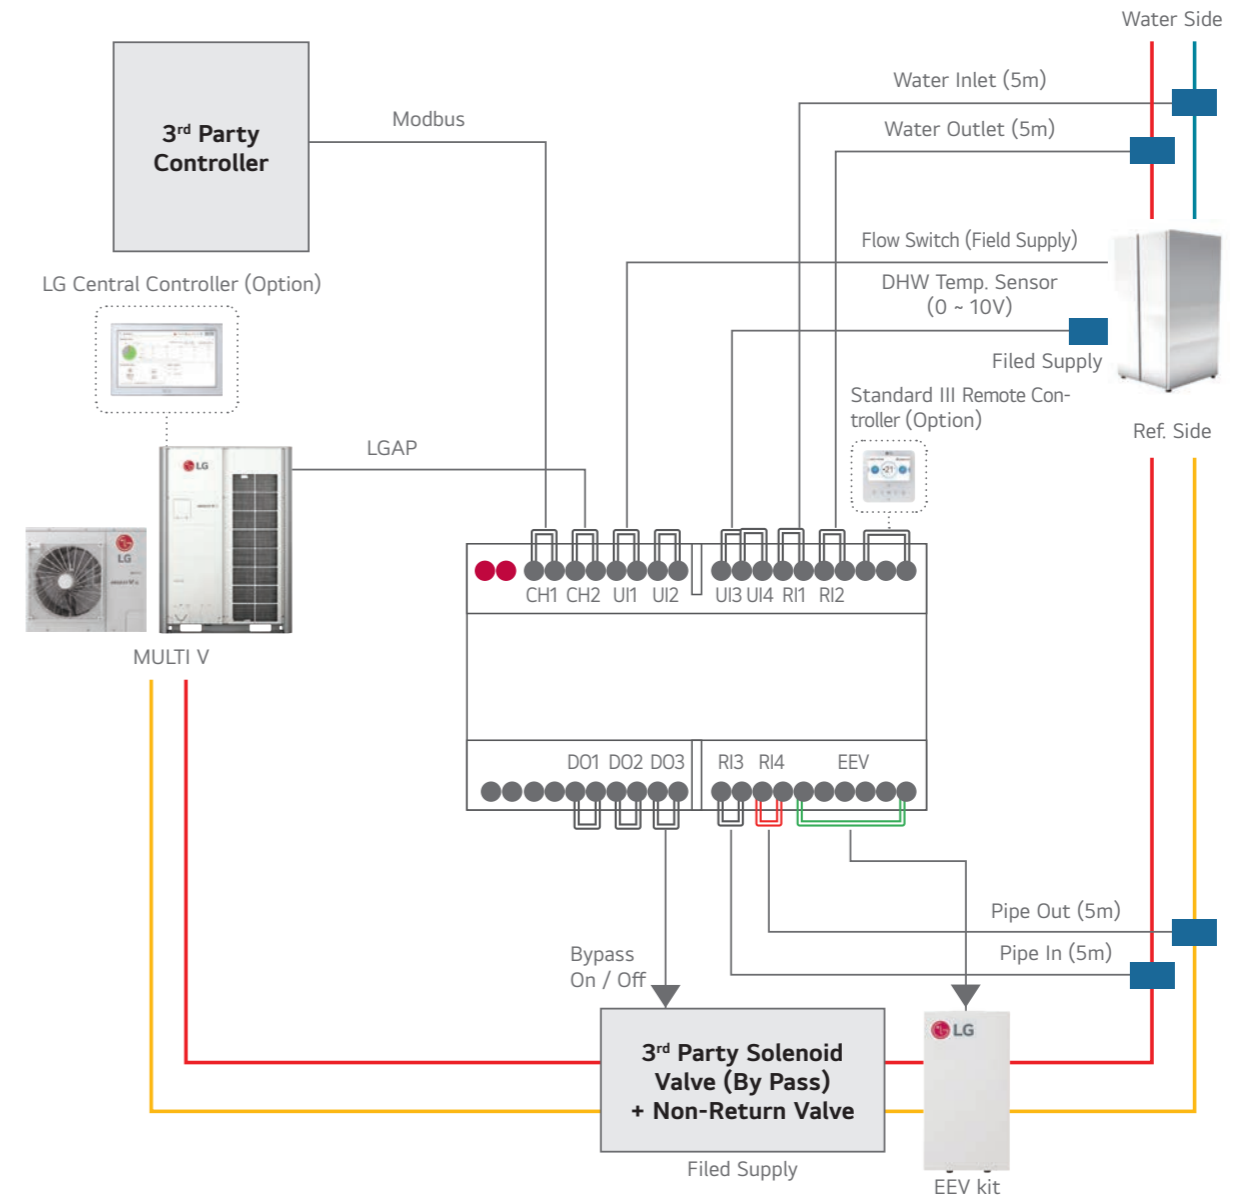 Water Side
Water Inlet (5m)
Modbus
Water Outlet (5m)
3rd Party
Controller
Flow Switch (Field Supply)
LG Central Controller (Option)
DHW Temp. Sensor
(0 ~ 10V)
Filed Supply
Standard III Remote Con-
troller (Option)
Ref. Side
LGAP
LG
LG
MULTI V
CH1 CH2 UI1 UI2 UI3 UI4 RI1 RI2
DO1 DO2 DO3 RI3 RI4 EEV
Pipe Out (5m)
Bypass
On / Off
Pipe In (5m)
3rd Party Solenoid
Valve (By Pass)
+ Non-Return Valve
LG
Filed Supply
EEV kit